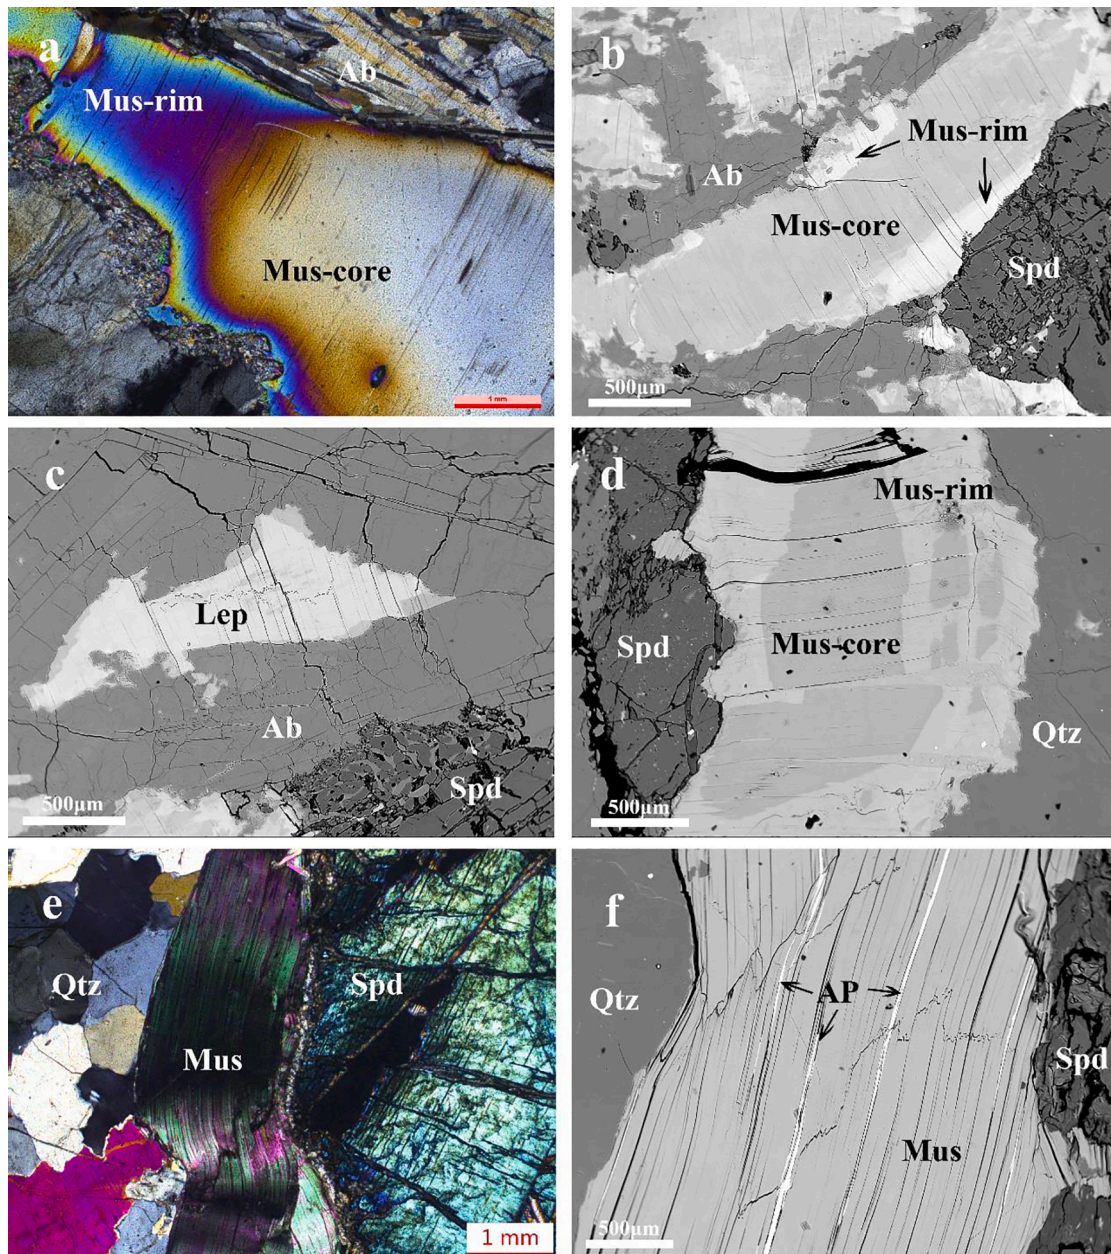 a
Ab
Mus-rim
Mus-core
1 mm
b
Mus-rim
Ab
Mus-core
Spd
500μm
c
Lep
Ab
Spd
500μm
d
Mus-rim
Mus-core
Spd
Qtz
500μm
e
Qtz
Spd
Mus
1 mm
f
Qtz
AP
Spd
Mus
500μm